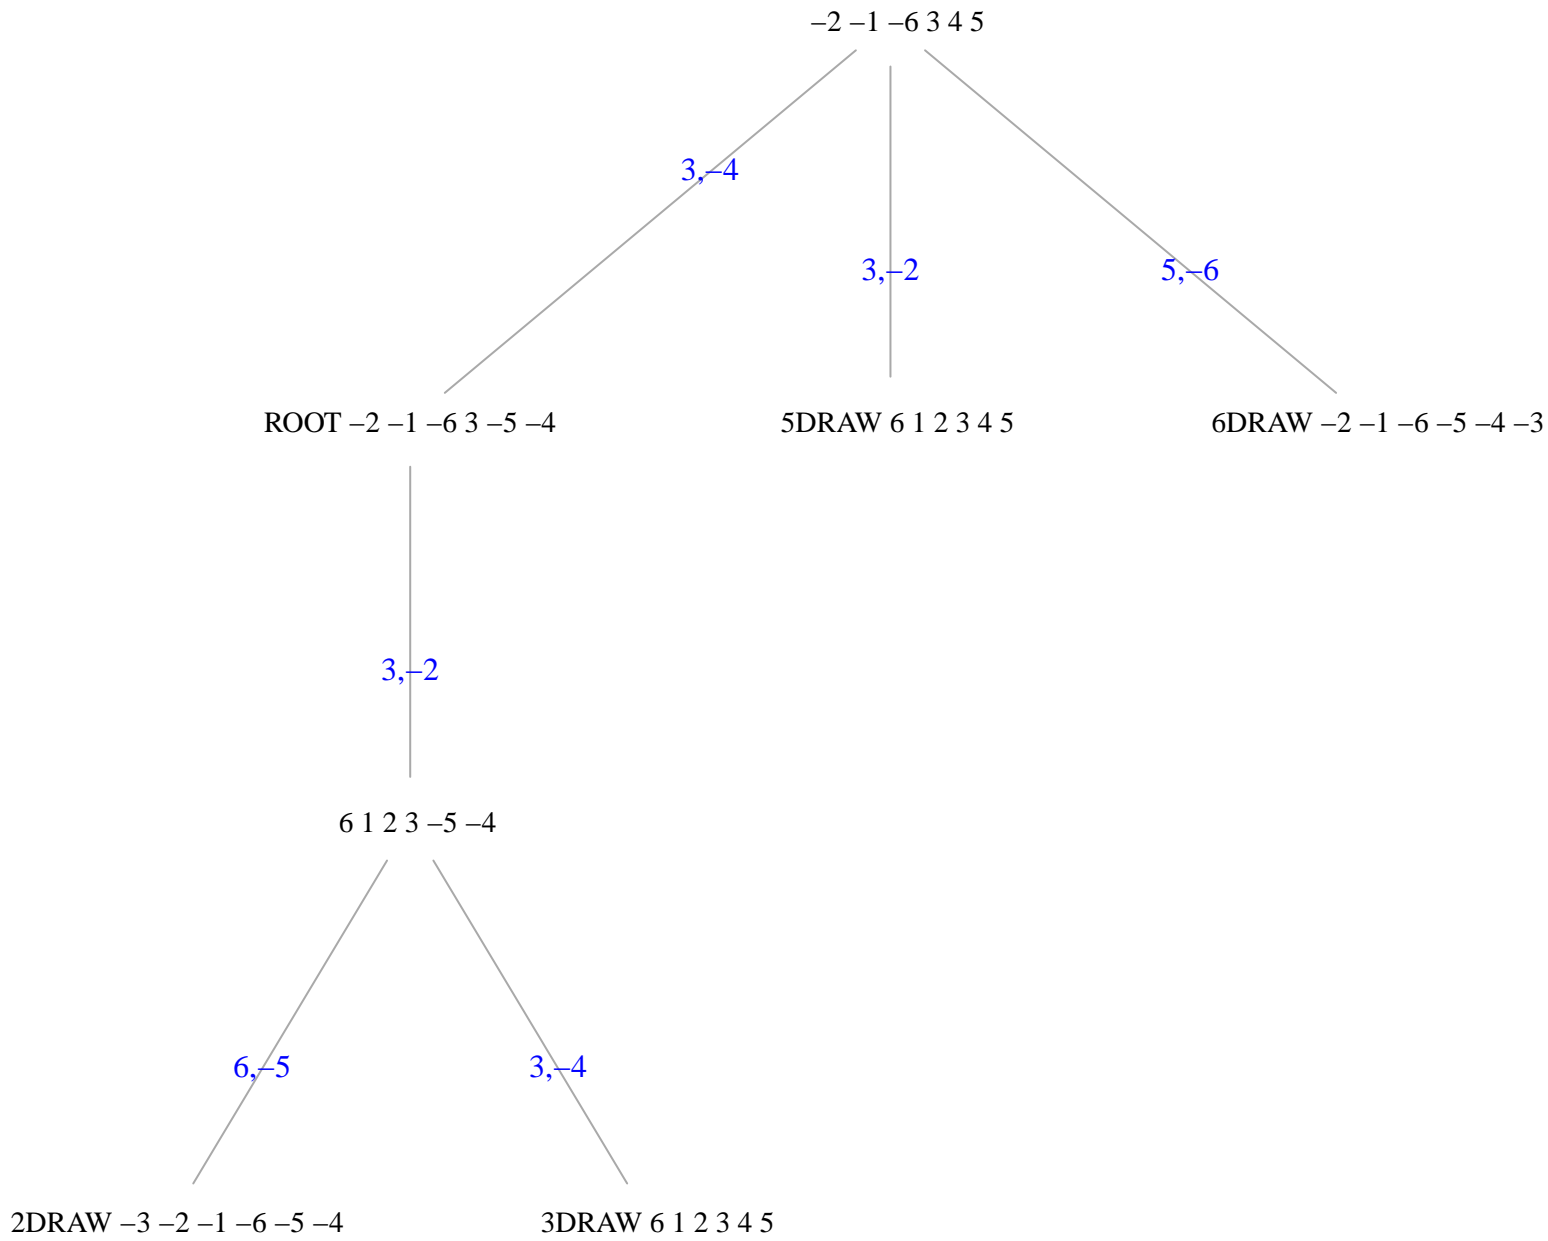 –2 –1 –6 3 4 5
3,–4
3,–2
5,–6
ROOT –2 –1 –6 3 –5 –4
5DRAW 6 1 2 3 4 5
6DRAW –2 –1 –6 –5 –4 –3
3,–2
6 1 2 3 –5 –4
6,–5
3,–4
2DRAW –3 –2 –1 –6 –5 –4
3DRAW 6 1 2 3 4 5